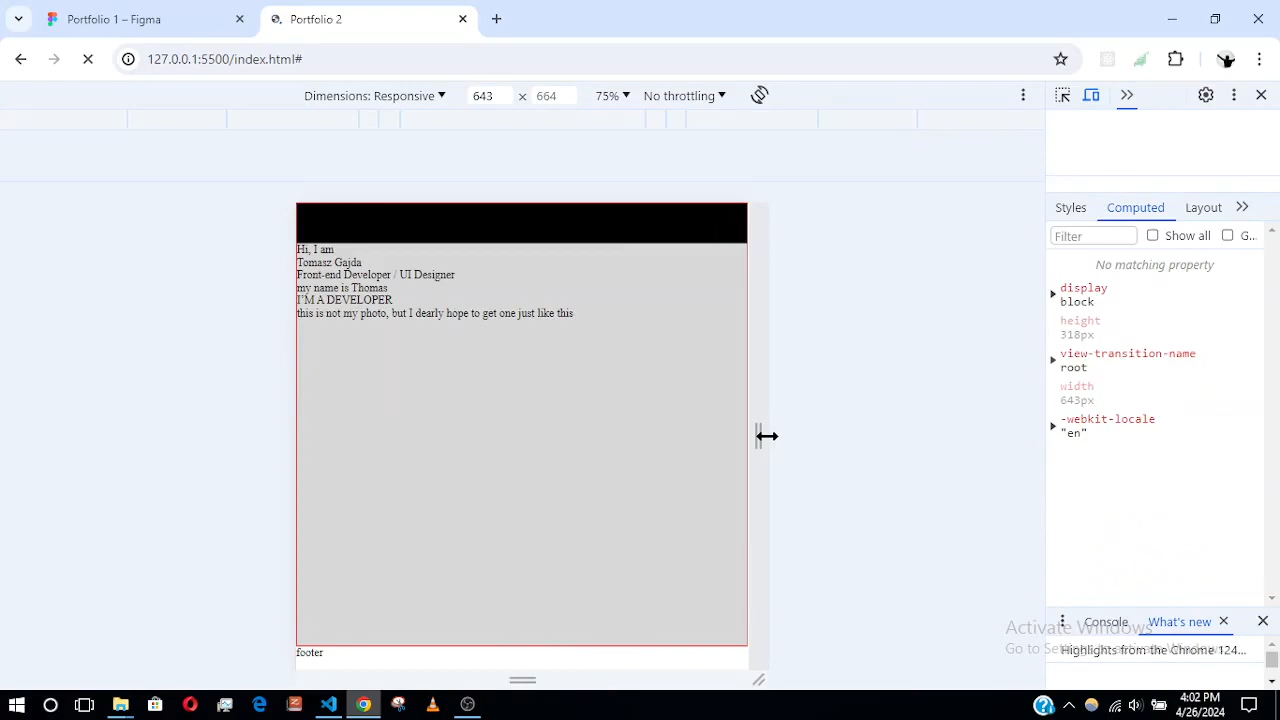 Portfolio 1 – Figma
Portfolio 2
127.0.0.1:5500/index.html#
Dimensions: Responsive 643 × 664 75% No throttling
Styles Computed Layout
Filter Show all G...
No matching property
display
block
height
318px
view-transition-name
root
width
643px
-webkit-locale
"en"
Hi, I am
Tomasz Gajda
Front-end Developer / UI Designer
my name is Thomas
I'M A DEVELOPER
this is not my photo, but I dearly hope to get one just like this
footer
Console What's new
Activate Windows
Highlights from the Chrome 124...
4:02 PM
4/26/2024